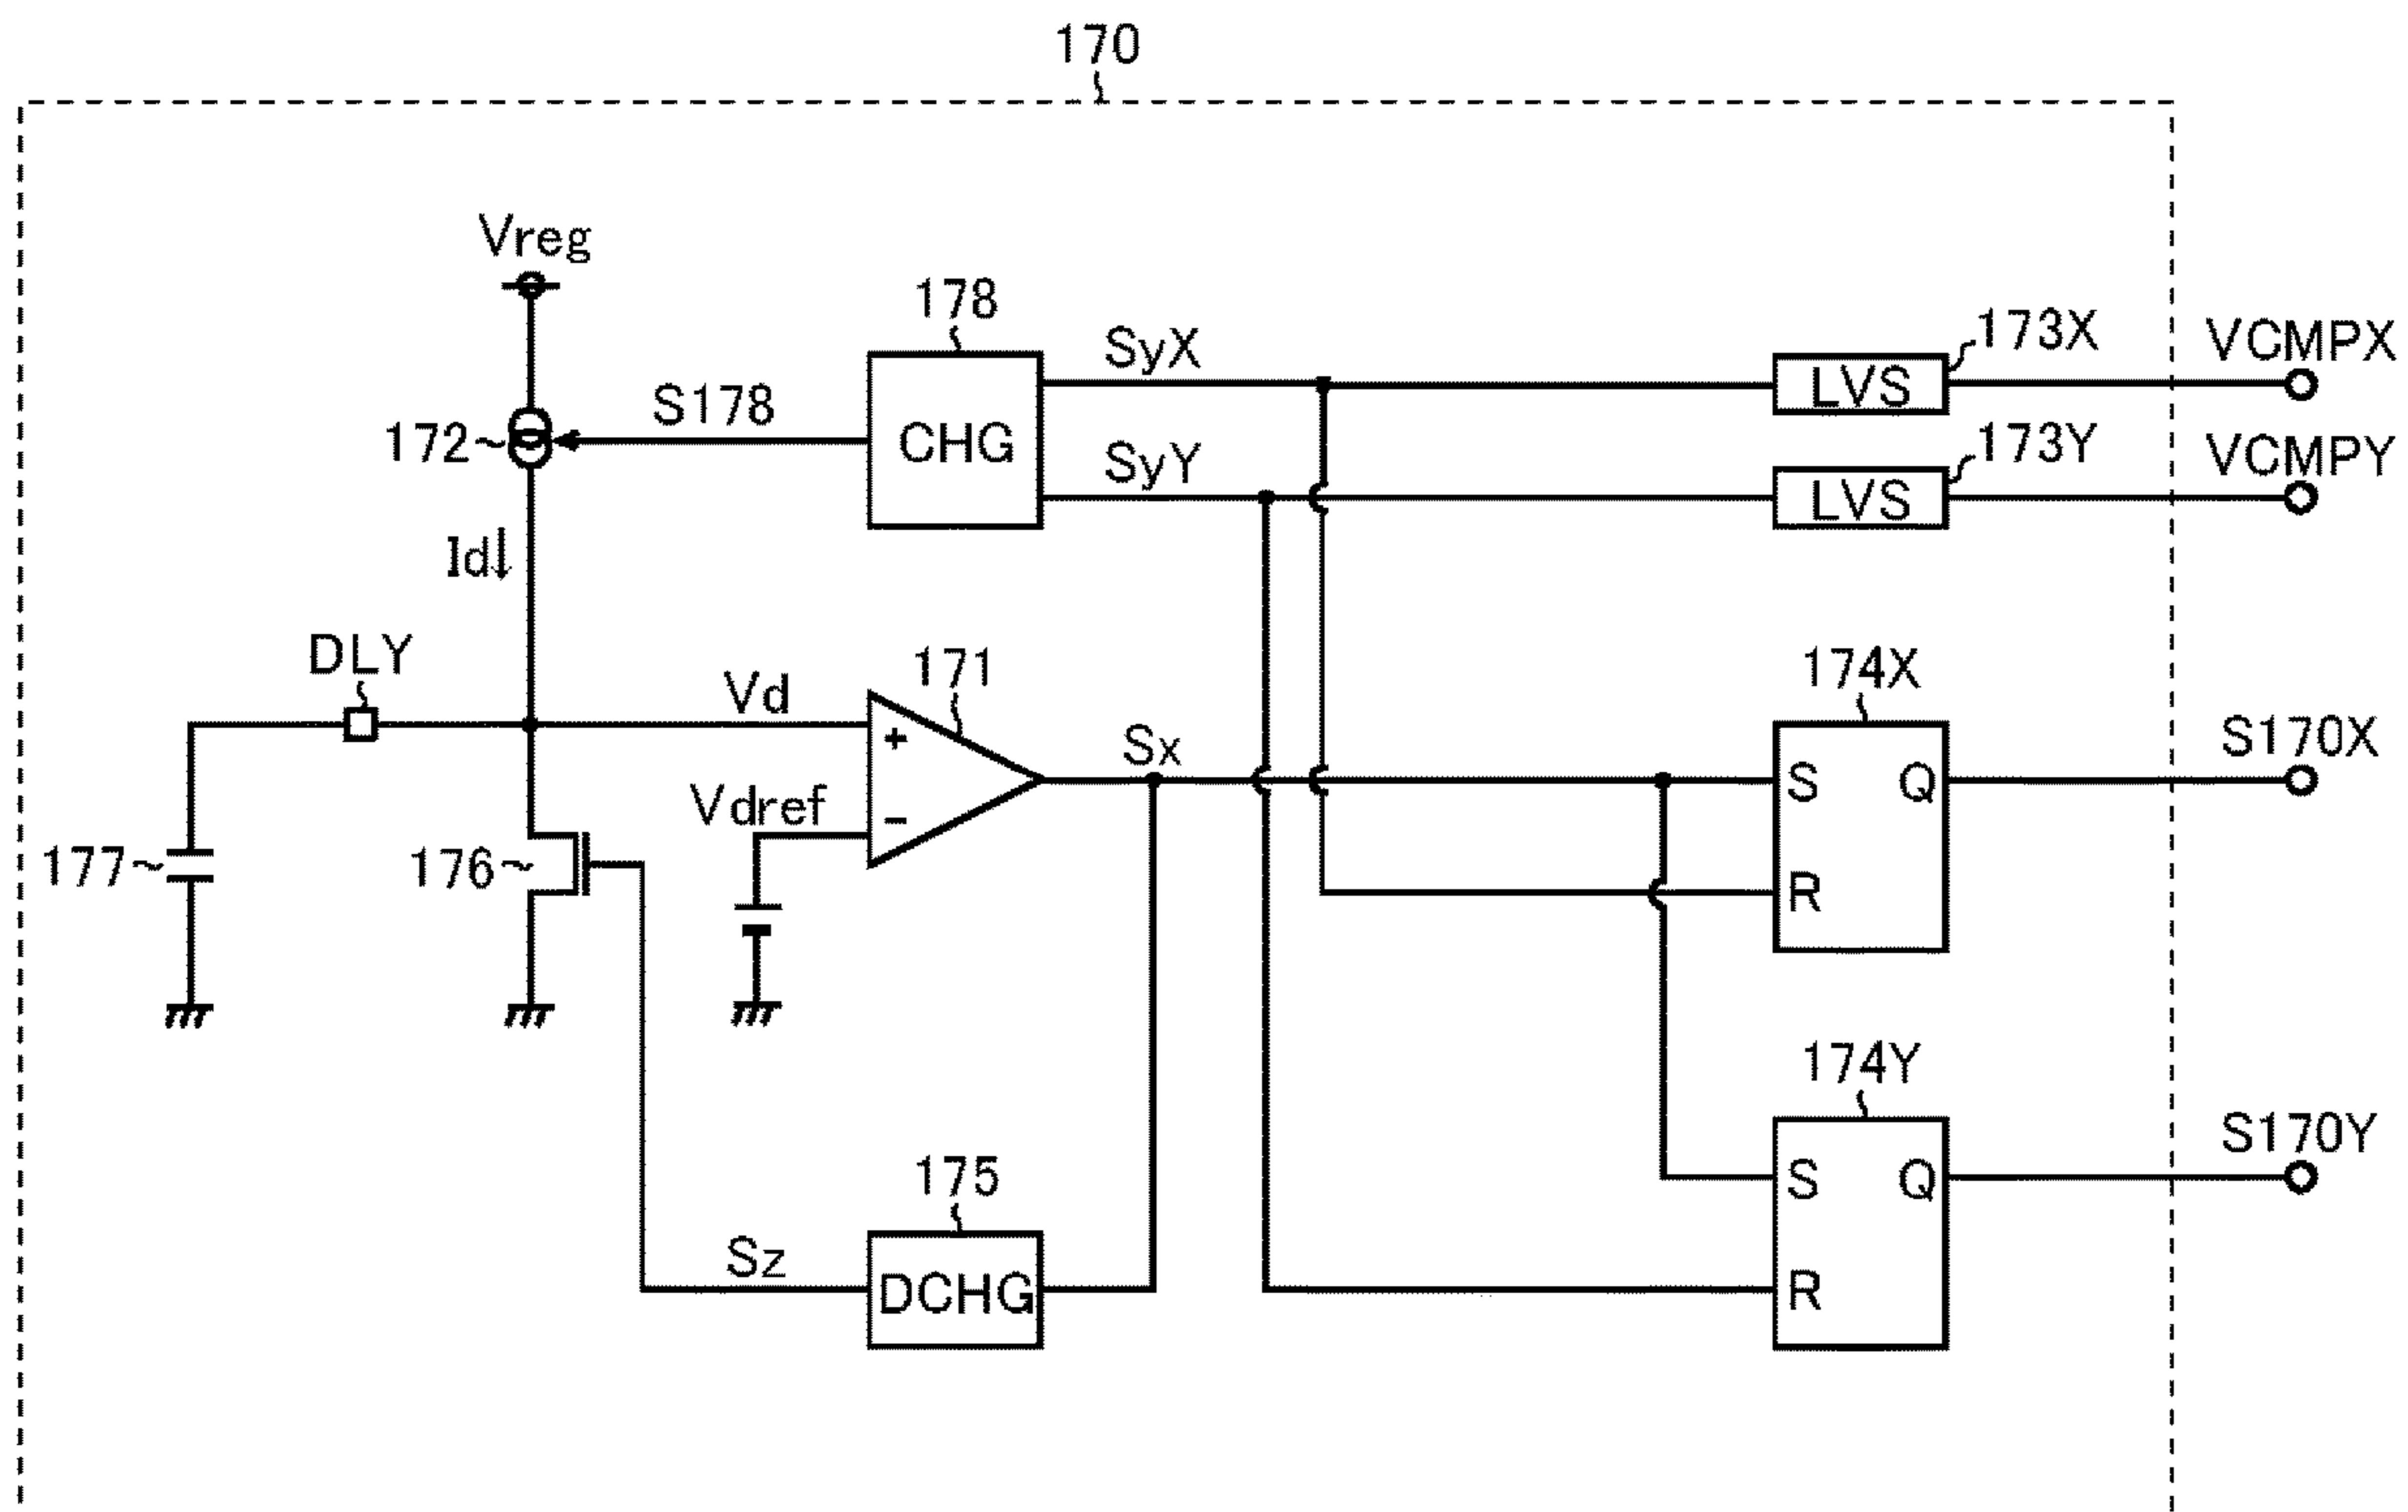 170
Vreg
178
SyX
173X
VCMPX
S178
LVS
172~
CHG
SyY
173Y
VCMPY
LVS
Id↓
DLY
Vd
171
174X
+
Sx
S170X
S
Q
Vdref
-
177~
176~
R
174Y
S170Y
175
S
Q
Sz
DCHG
R